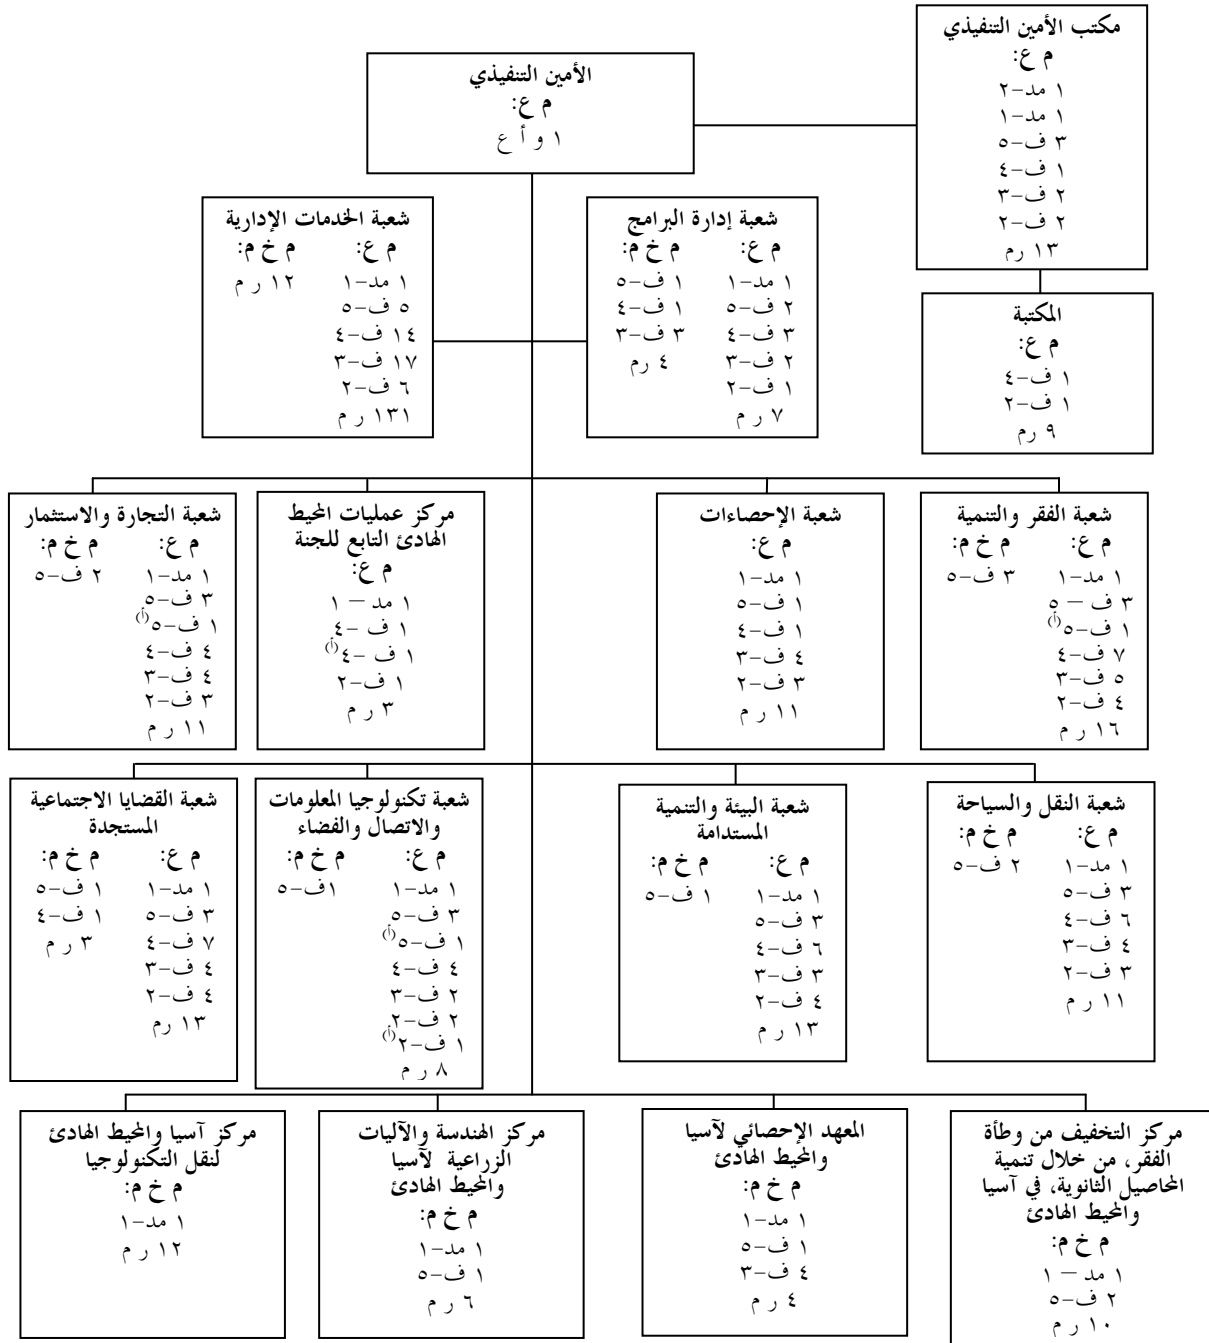 مكتب الأمين التنفيذي
م ع:
١ مد-٢
١ مد-١
٣ ف-٥
١ ف-٤
٢ ف-٣
٢ ف-٢
١٣ رم
الأمين التنفيذي
م ع:
١ و أ ع
المكتبة
م ع:
١ ف-٤
١ ف-٢
٩ رم
شعبة إدارة البرامج
م ع: م خ م:
١ مد-١ ١ ف-٥
٢ ف-٥ ١ ف-٤
٣ ف-٤ ٣ ف-٣
٢ ف-٣ ٤ رم
١ ف-٢
٧ ر م
شعبة الخدمات الإدارية
م ع: م خ م:
١ مد-١ ١٢ ر م
٥ ف-٥
١٤ ف-٤
١٧ ف-٣
٦ ف-٢
١٣١ ر م
شعبة الفقر والتنمية
م ع: م خ م:
١ مد-١ ٣ ف-٥
٣ ف – ٥
١ ف-٥(أ)
٧ ف-٤
٥ ف-٣
٤ ف-٢
١٦ ر م
شعبة الإحصاءات
م ع:
١ مد-١
١ ف-٥
١ ف-٤
٤ ف-٣
٣ ف-٢
١١ ر م
مركز عمليات المحيط
الهادئ التابع للجنة
م ع:
١ مد – ١
١ ف -٤
١ ف -٤(أ)
١ ف-٢
٣ ر م
شعبة التجارة والاستثمار
م ع: م خ م:
١ مد-١ ٢ ف-٥
٣ ف-٥
١ ف-٥(أ)
٤ ف-٤
٤ ف-٣
٣ ف-٢
١١ ر م
شعبة النقل والسياحة
م ع: م خ م:
١ مد-١ ٢ ف-٥
٣ ف-٥
٦ ف-٤
٤ ف-٣
٣ ف-٢
١١ ر م
شعبة البيئة والتنمية
المستدامة
م ع: م خ م:
١ مد-١ ١ ف-٥
٣ ف-٥
٦ ف-٤
٣ ف-٣
٤ ف-٢
١٣ ر م
شعبة تكنولوجيا المعلومات
والاتصال والفضاء
م ع: م خ م:
١ مد-١ ١ف-٥
٣ ف-٥
١ ف-٥(أ)
٤ ف-٤
٢ ف-٣
٢ ف-٢
١ ف-٢(أ)
٨ ر م
شعبة القضايا الاجتماعية
المستجدة
م ع: م خ م:
١ مد-١ ١ ف-٥
٣ ف-٥ ١ ف-٤
٧ ف-٤ ٣ ر م
٤ ف-٣
٤ ف-٢
١٣ رم
مركز التخفيف من وطأة
الفقر، من خلال تنمية
المحاصيل الثانوية، في آسيا
والمحيط الهادئ
م خ م:
١ مد – ١
٢ ف-٥
١٠ ر م
المعهد الإحصائي لآسيا
والمحيط الهادئ
م خ م:
١ مد-١
١ ف-٥
٤ ف-٣
٤ ر م
مركز الهندسة والآليات
الزراعية لآسيا
والمحيط الهادئ
م خ م:
١ مد-١
١ ف-٥
٦ ر م
مركز آسيا والمحيط الهادئ
لنقل التكنولوجيا
م خ م:
١ مد-١
١٢ ر م